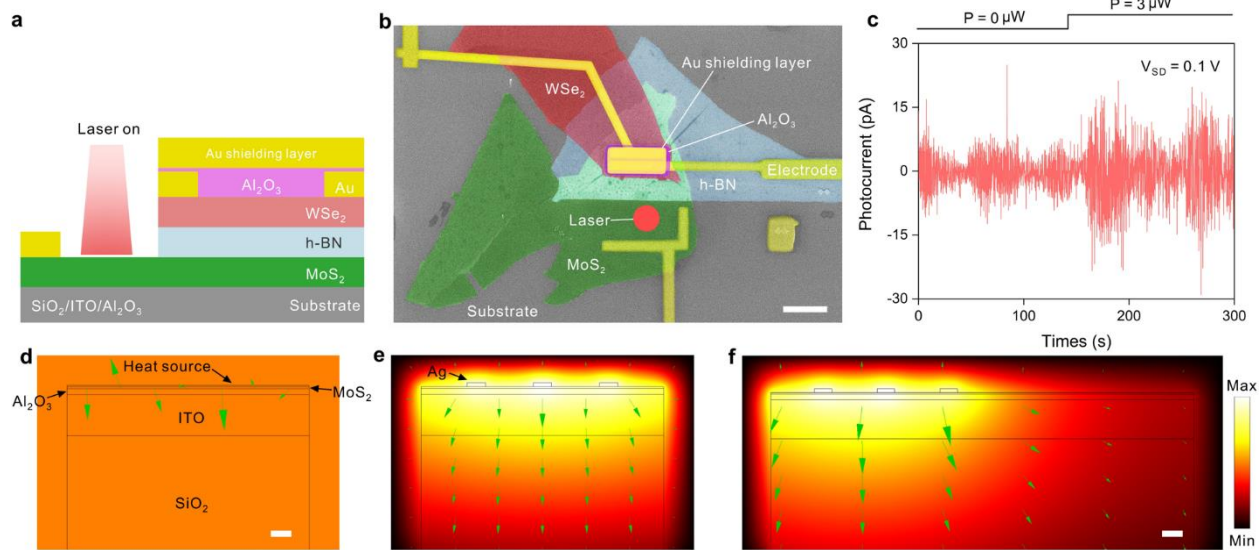 a
Laser on
Au shielding layer
Al₂O₃
Au
WSe₂
h-BN
MoS₂
SiO₂/ITO/Al₂O₃
Substrate
b
WSe₂
Au shielding layer
Al₂O₃
Electrode
h-BN
Laser
MoS₂
Substrate
c
P = 0 μW
P = 3 μW
V_SD = 0.1 V
Photocurrent (pA)
30
15
0
-15
-30
0
100
200
300
Times (s)
d
Heat source
Al₂O₃
MoS₂
ITO
SiO₂
e
Ag
f
Max
Min